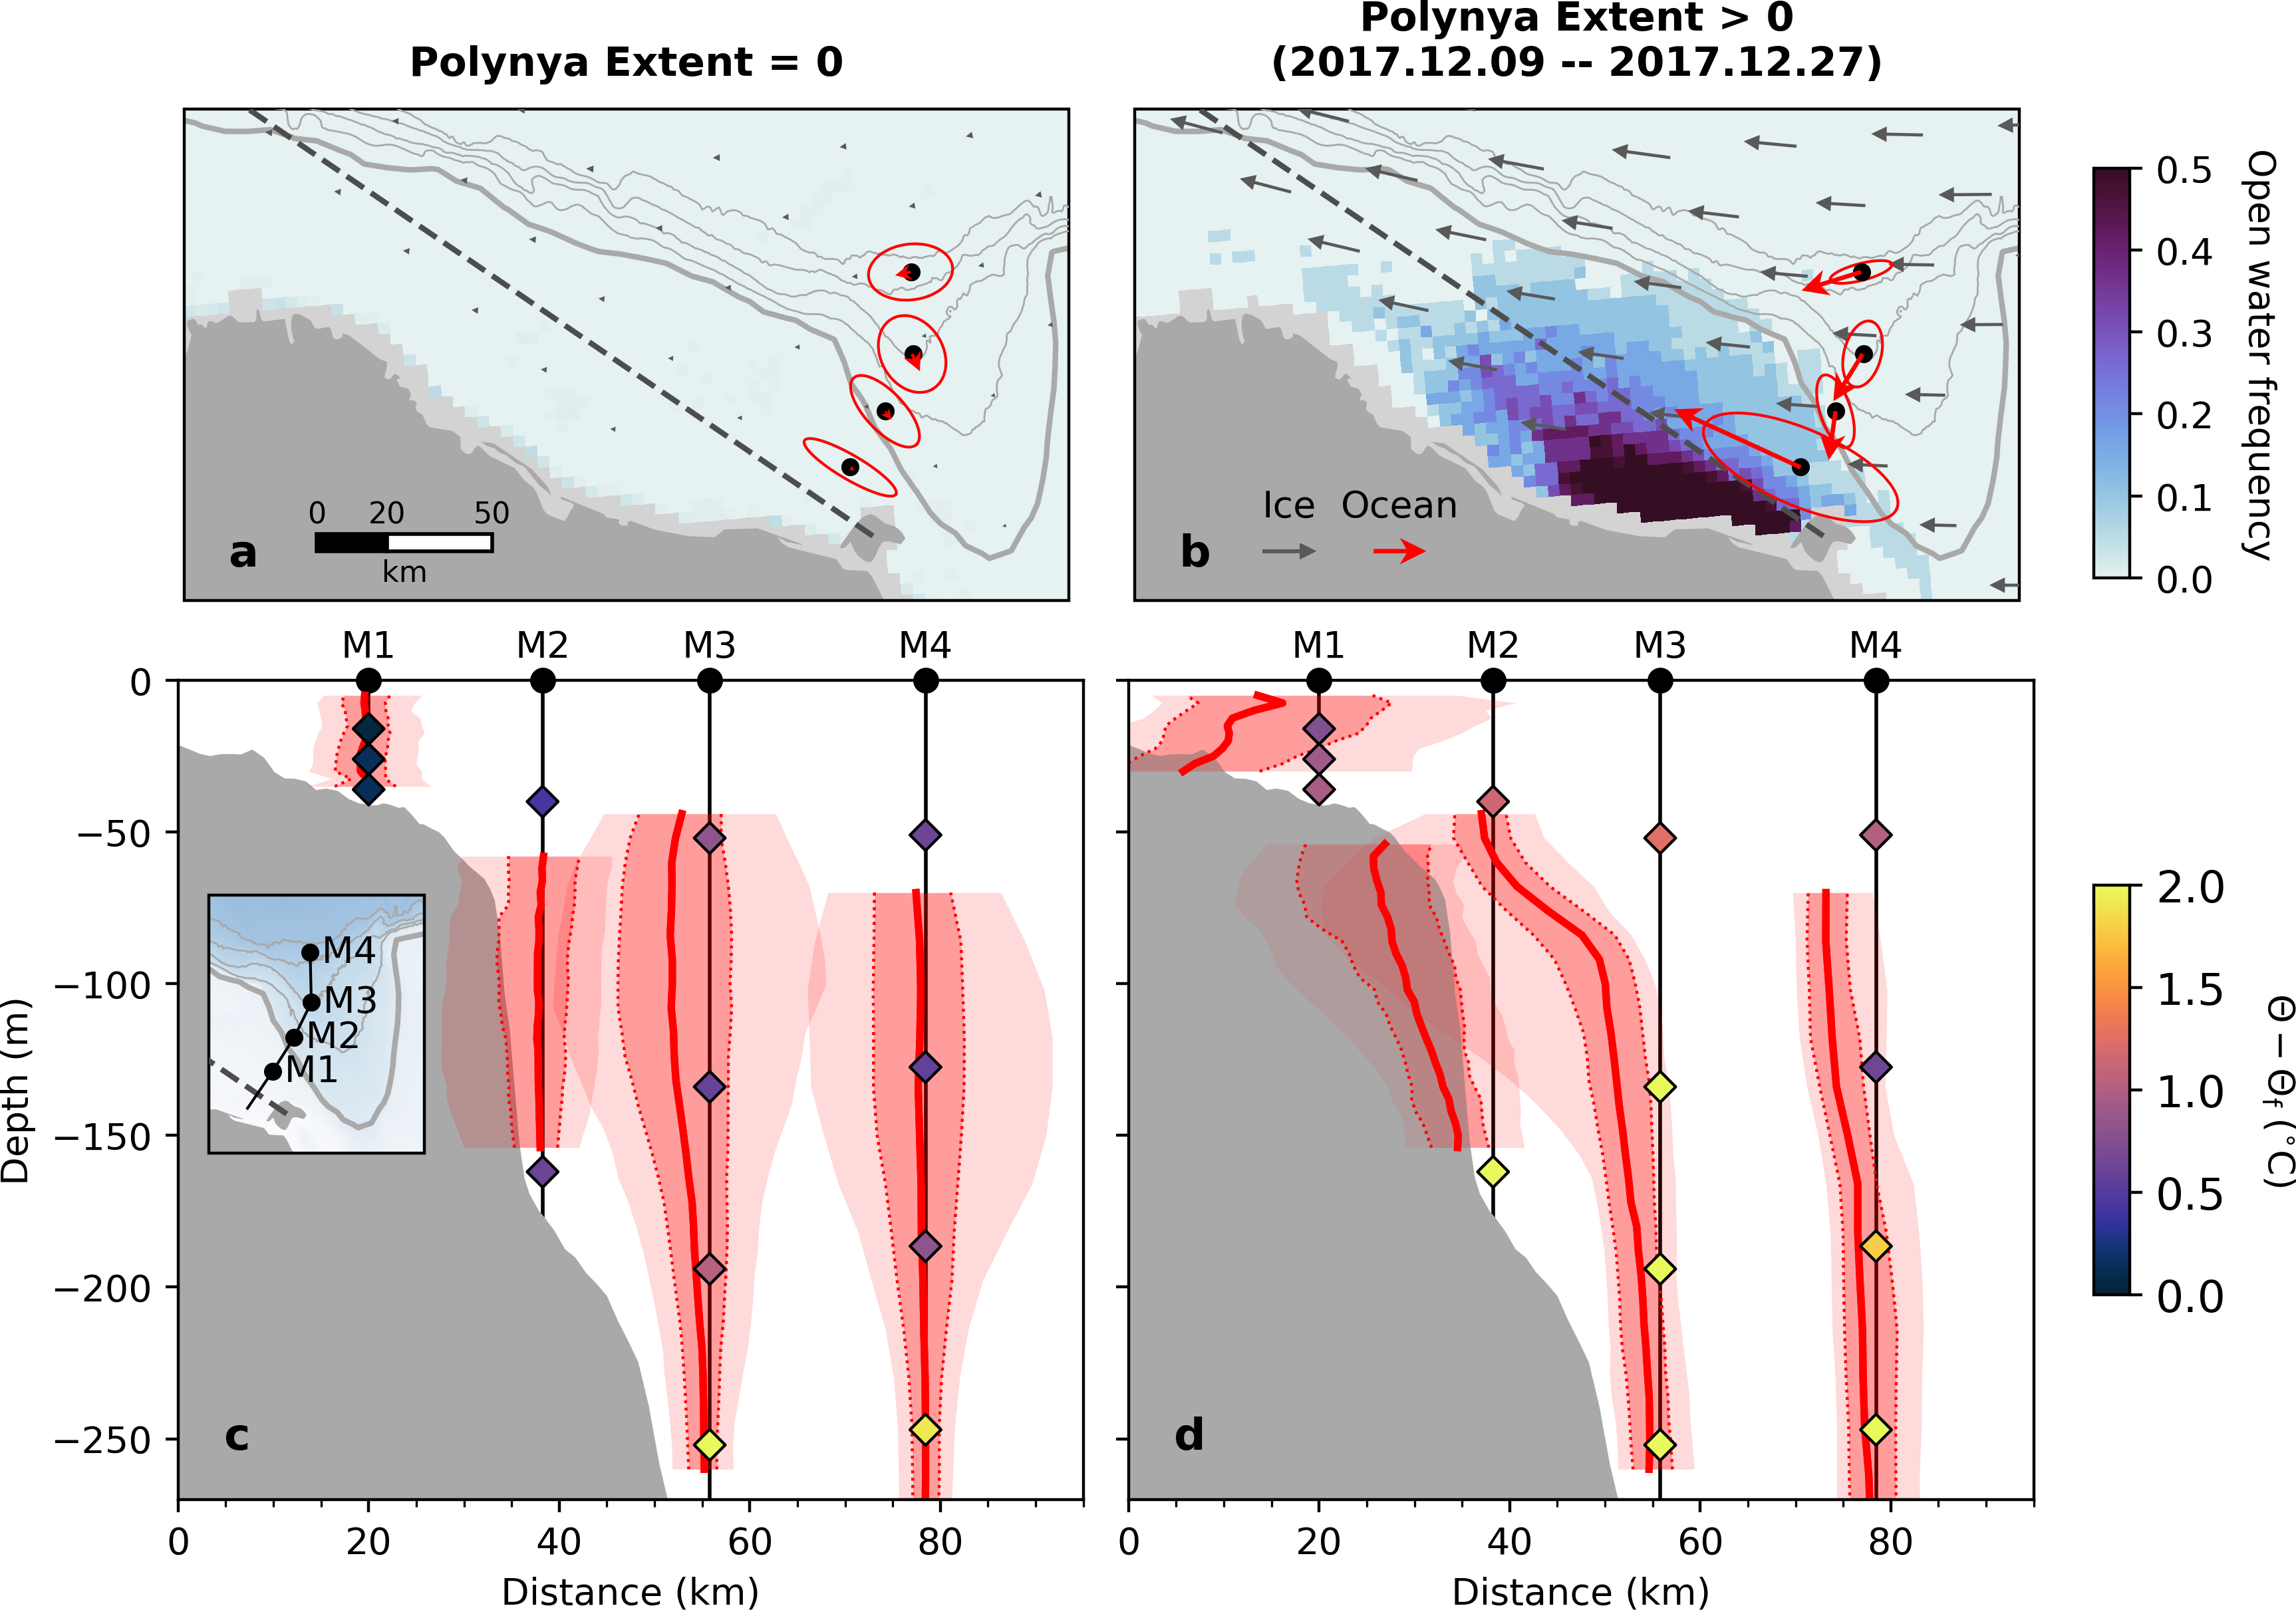 Polynya Extent = 0
Polynya Extent > 0
(2017.12.09 -- 2017.12.27)
0 20 50
km
a
Ice Ocean
b
0.5
0.4
0.3
0.2
0.1
0.0
Open water frequency
M1 M2 M3 M4
M1 M2 M3 M4
0
−50
−100
−150
−200
−250
Depth (m)
M4
M3
M2
M1
c
d
2.0
1.5
1.0
0.5
0.0
Θ − Θf (°C)
0 20 40 60 80
Distance (km)
0 20 40 60 80
Distance (km)